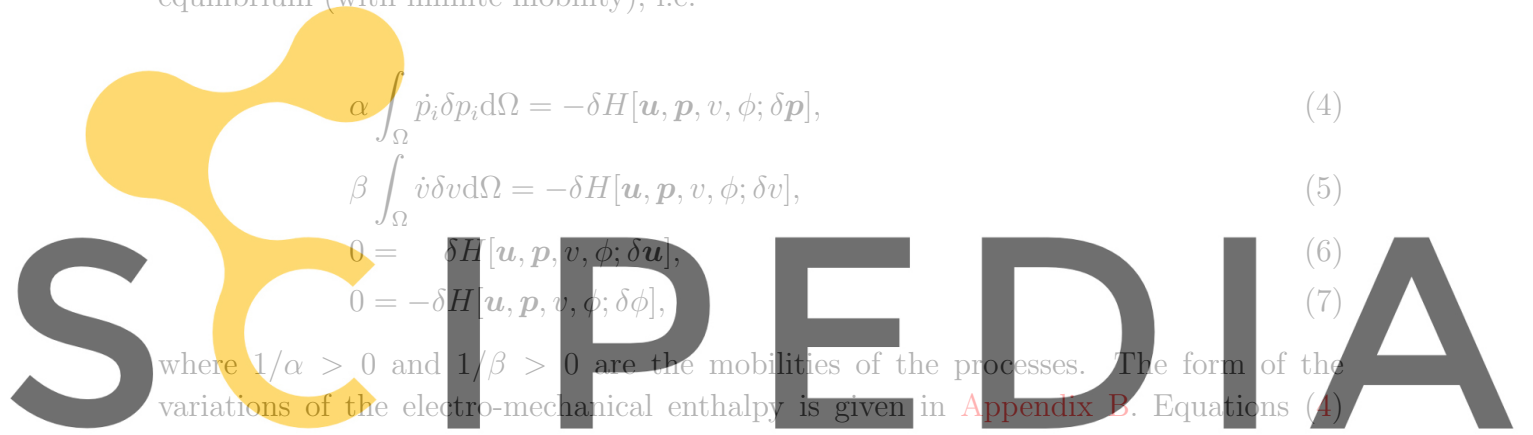 equilibrium (with infinite mobility), i.e.
α ∫_Ω ṗ_i δp_i dΩ = −δH[u, p, v, ϕ; δp], (4)
β ∫_Ω v̇ δv dΩ = −δH[u, p, v, ϕ; δv], (5)
0 = δH[u, p, v, ϕ; δu], (6)
0 = −δH[u, p, v, ϕ; δϕ], (7)
SCIPEDIA
where 1/α > 0 and 1/β > 0 are the mobilities of the processes. The form of the
variations of the electro-mechanical enthalpy is given in Appendix B. Equations (4)